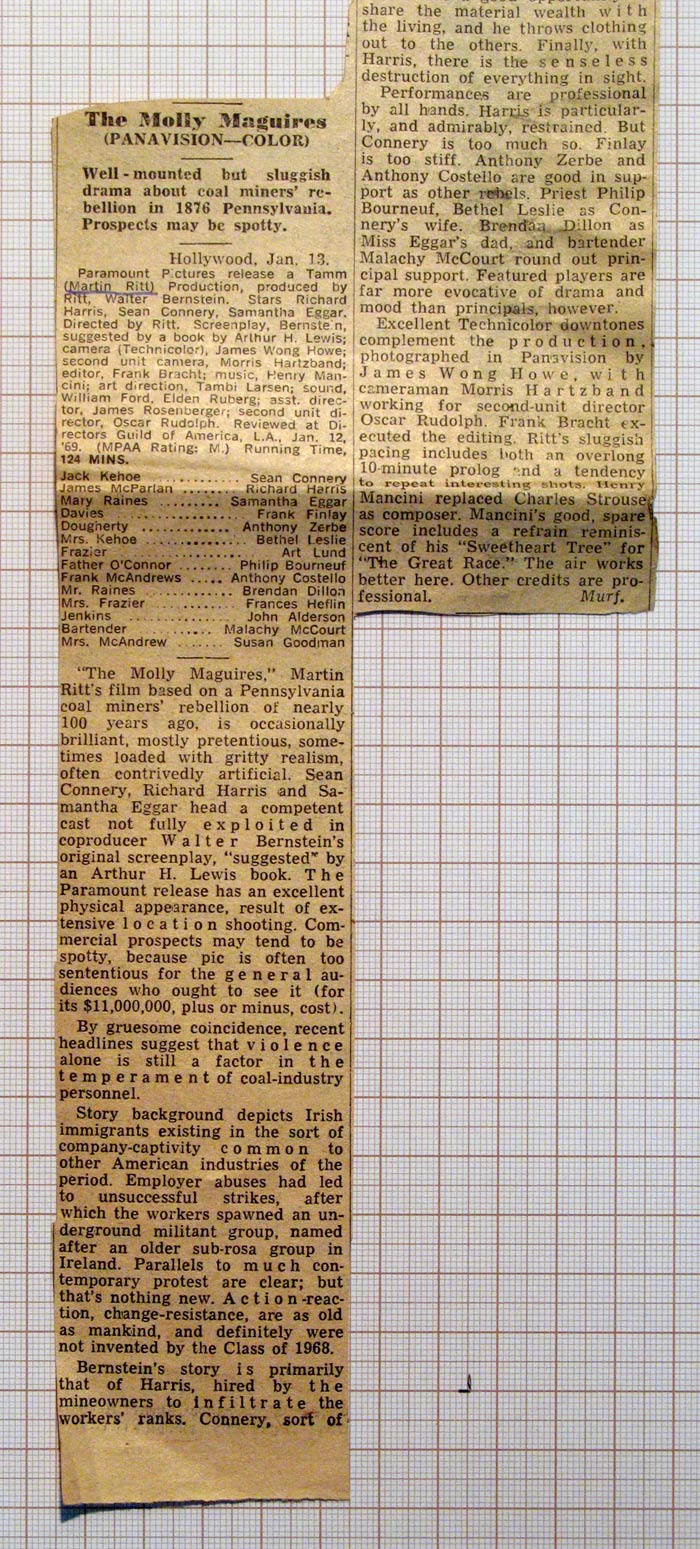 The Molly Maguires
(PANAVISION—COLOR)
Well-mounted but sluggish
drama about coal miners' re-
bellion in 1876 Pennsylvania.
Prospects may be spotty.
Hollywood, Jan. 13.
Paramount Pictures release a Tamm
(Martin Ritt) Production, produced by
Ritt, Walter Bernstein. Stars Richard
Harris, Sean Connery, Samantha Eggar.
Directed by Ritt. Screenplay, Bernstein,
suggested by a book by Arthur H. Lewis;
camera (Technicolor), James Wong Howe;
second unit camera, Morris Hartzband;
editor, Frank Bracht; music, Henry Man-
cini; art direction, Tambi Larsen; sound,
William Ford, Elden Ruberg; asst. direc-
tor, James Rosenberger; second unit di-
rector, Oscar Rudolph. Reviewed at Di-
rectors Guild of America, L.A., Jan. 12,
'69. (MPAA Rating: M.) Running Time,
124 MINS.
Jack Kehoe .................. Sean Connery
James McParlan ........ Richard Harris
Mary Raines ......... Samantha Eggar
Davies ........................ Frank Finlay
Dougherty ............... Anthony Zerbe
Mrs. Kehoe ................ Bethel Leslie
Frazier .......................... Art Lund
Father O'Connor ...... Philip Bourneuf
Frank McAndrews ..... Anthony Costello
Mr. Raines ............. Brendan Dillon
Mrs. Frazier ........... Frances Heflin
Jenkins ................. John Alderson
Bartender ......... Malachy McCourt
Mrs. McAndrew ...... Susan Goodman
"The Molly Maguires," Martin
Ritt's film based on a Pennsylvania
coal miners' rebellion of nearly
100 years ago, is occasionally
brilliant, mostly pretentious, some-
times loaded with gritty realism,
often contrivedly artificial. Sean
Connery, Richard Harris and Sa-
mantha Eggar head a competent
cast not fully exploited in
coproducer Walter Bernstein's
original screenplay, "suggested" by
an Arthur H. Lewis book. The
Paramount release has an excellent
physical appearance, result of ex-
tensive location shooting. Com-
mercial prospects may tend to be
spotty, because pic is often too
sententious for the general au-
diences who ought to see it (for
its $11,000,000, plus or minus, cost).
By gruesome coincidence, recent
headlines suggest that violence
alone is still a factor in the
temperament of coal-industry
personnel.
Story background depicts Irish
immigrants existing in the sort of
company-captivity common to
other American industries of the
period. Employer abuses had led
to unsuccessful strikes, after
which the workers spawned an un-
derground militant group, named
after an older sub-rosa group in
Ireland. Parallels to much con-
temporary protest are clear; but
that's nothing new. Action-reac-
tion, change-resistance, are as old
as mankind, and definitely were
not invented by the Class of 1968.
Bernstein's story is primarily
that of Harris, hired by the
mineowners to infiltrate the
workers' ranks. Connery, sort of
share the material wealth with
the living, and he throws clothing
out to the others. Finally, with
Harris, there is the senseless
destruction of everything in sight.
Performances are professional
by all hands. Harris is particular-
ly, and admirably, restrained. But
Connery is too much so. Finlay
is too stiff. Anthony Zerbe and
Anthony Costello are good in sup-
port as other rebels. Priest Philip
Bourneuf, Bethel Leslie as Con-
nery's wife. Brendan Dillon as
Miss Eggar's dad, and bartender
Malachy McCourt round out prin-
cipal support. Featured players are
far more evocative of drama and
mood than principals, however.
Excellent Technicolor downtones
complement the production,
photographed in Panavision by
James Wong Howe, with
cameraman Morris Hartzband
working for second-unit director
Oscar Rudolph. Frank Bracht ex-
ecuted the editing. Ritt's sluggish
pacing includes both an overlong
10-minute prolog and a tendency
to repeat interesting shots. Henry
Mancini replaced Charles Strouse
as composer. Mancini's good, spare
score includes a refrain reminis-
cent of his "Sweetheart Tree" for
"The Great Race." The air works
better here. Other credits are pro-
fessional. Murf.